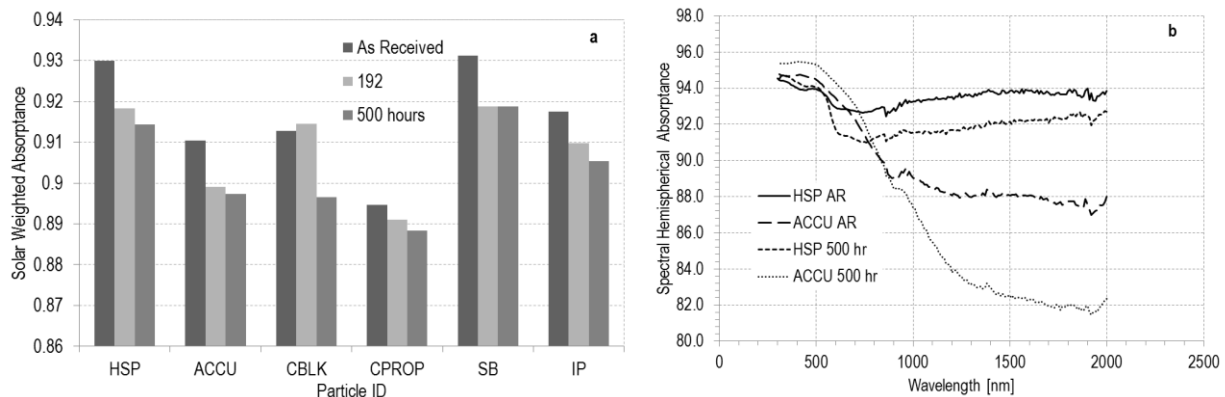 0.94
0.93
0.92
0.91
0.9
0.89
0.88
0.87
0.86
Solar Weighted Absorptance
a
As Received
192
500 hours
HSP ACCU CBLK CPROP SB IP
Particle ID
98.0
96.0
94.0
92.0
90.0
88.0
86.0
84.0
82.0
80.0
Spectral Hemispherical Absorptance
b
HSP AR
ACCU AR
HSP 500 hr
ACCU 500 hr
0 500 1000 1500 2000 2500
Wavelength [nm]